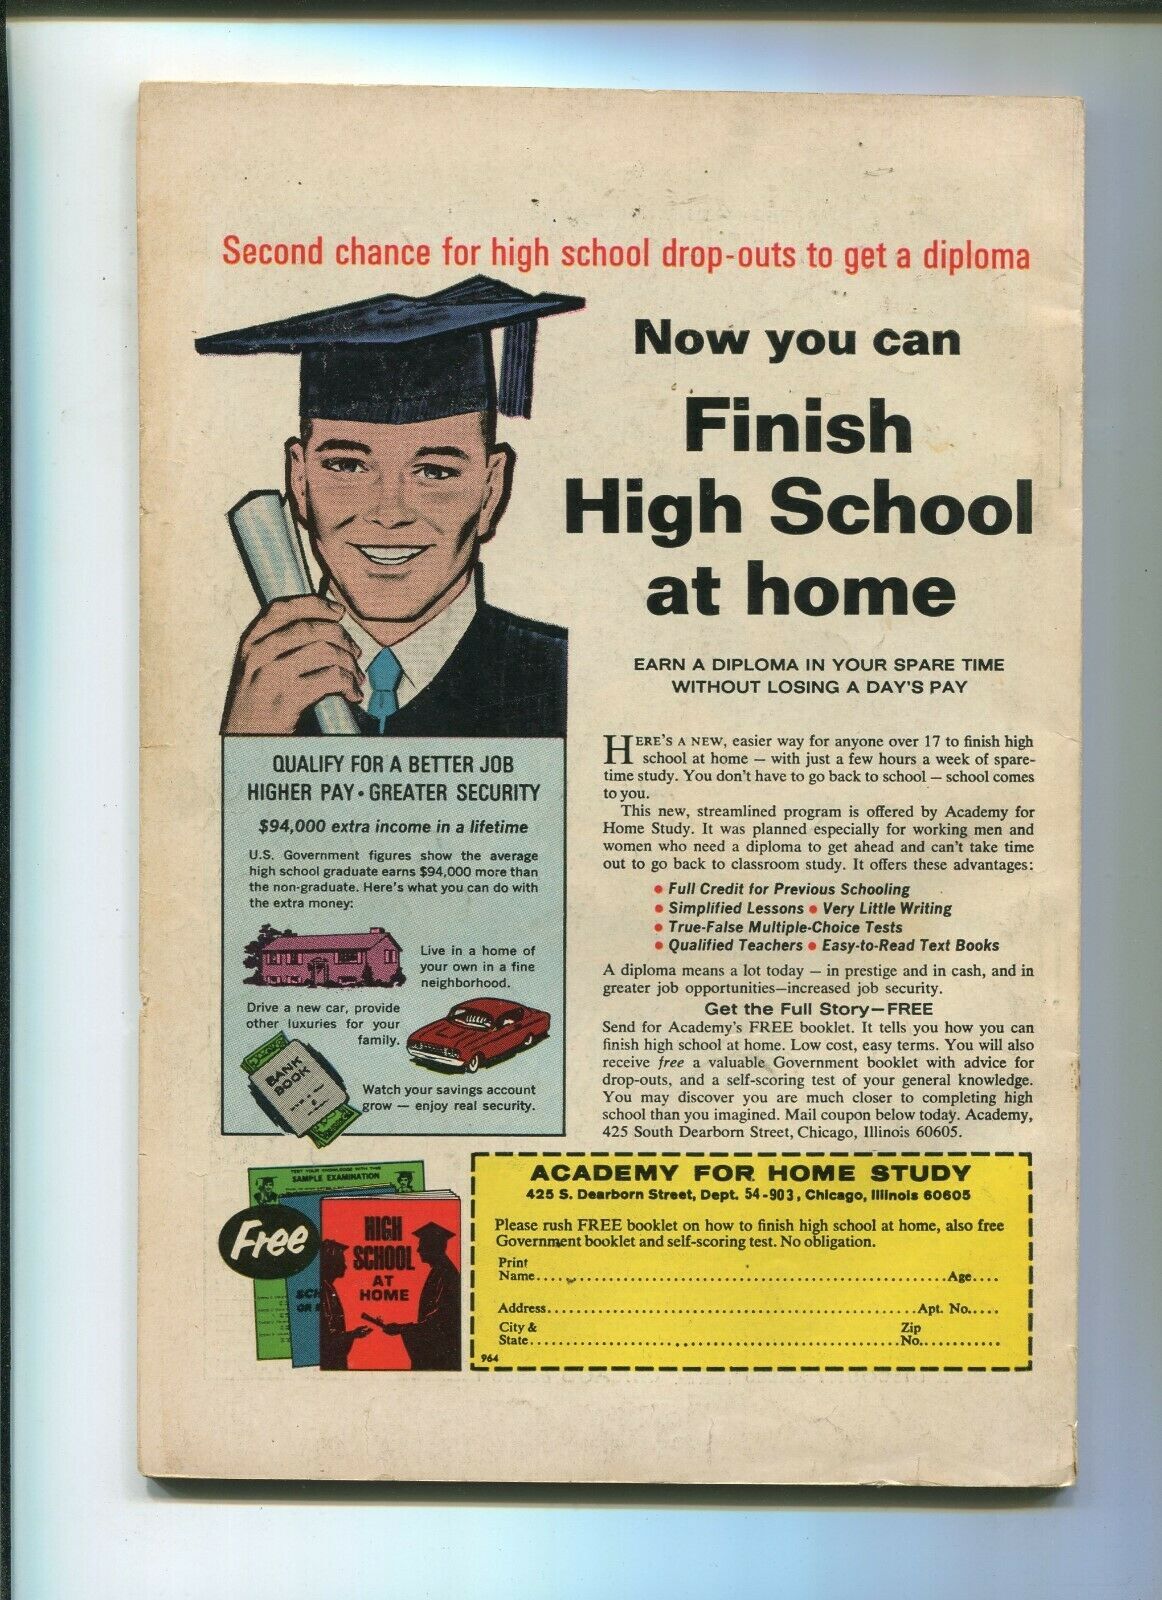 Second chance for high school drop-outs to get a diploma
Now you can
Finish
High School
at home
EARN A DIPLOMA IN YOUR SPARE TIME
WITHOUT LOSING A DAY'S PAY
QUALIFY FOR A BETTER JOB
HIGHER PAY • GREATER SECURITY
$94,000 extra income in a lifetime
U.S. Government figures show the average
high school graduate earns $94,000 more than
the non-graduate. Here's what you can do with
the extra money:
Live in a home of
your own in a fine
neighborhood.
Drive a new car, provide
other luxuries for your
family.
BANK
BOOK
Watch your savings account
grow — enjoy real security.
HERE'S A NEW, easier way for anyone over 17 to finish high
school at home — with just a few hours a week of spare-
time study. You don't have to go back to school — school comes
to you.
This new, streamlined program is offered by Academy for
Home Study. It was planned especially for working men and
women who need a diploma to get ahead and can't take time
out to go back to classroom study. It offers these advantages:
• Full Credit for Previous Schooling
• Simplified Lessons • Very Little Writing
• True-False Multiple-Choice Tests
• Qualified Teachers • Easy-to-Read Text Books
A diploma means a lot today — in prestige and in cash, and in
greater job opportunities—increased job security.
Get the Full Story—FREE
Send for Academy's FREE booklet. It tells you how you can
finish high school at home. Low cost, easy terms. You will also
receive free a valuable Government booklet with advice for
drop-outs, and a self-scoring test of your general knowledge.
You may discover you are much closer to completing high
school than you imagined. Mail coupon below today. Academy,
425 South Dearborn Street, Chicago, Illinois 60605.
TEST YOUR KNOWLEDGE WITH THIS
SAMPLE EXAMINATION
Free
HIGH
SCHOOL
AT
HOME
SCH
OR
ACADEMY FOR HOME STUDY
425 S. Dearborn Street, Dept. 54-903, Chicago, Illinois 60605
Please rush FREE booklet on how to finish high school at home, also free
Government booklet and self-scoring test. No obligation.
Print
Name..........Age....
Address..........Apt. No.....
City & Zip
State..........No..........
964